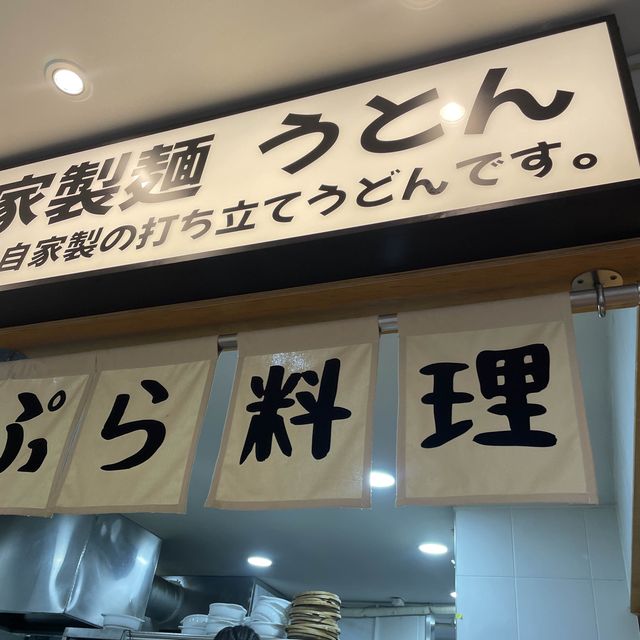 家製麺 うとん
自家製の打ち立てうどんです。
ぷら料理